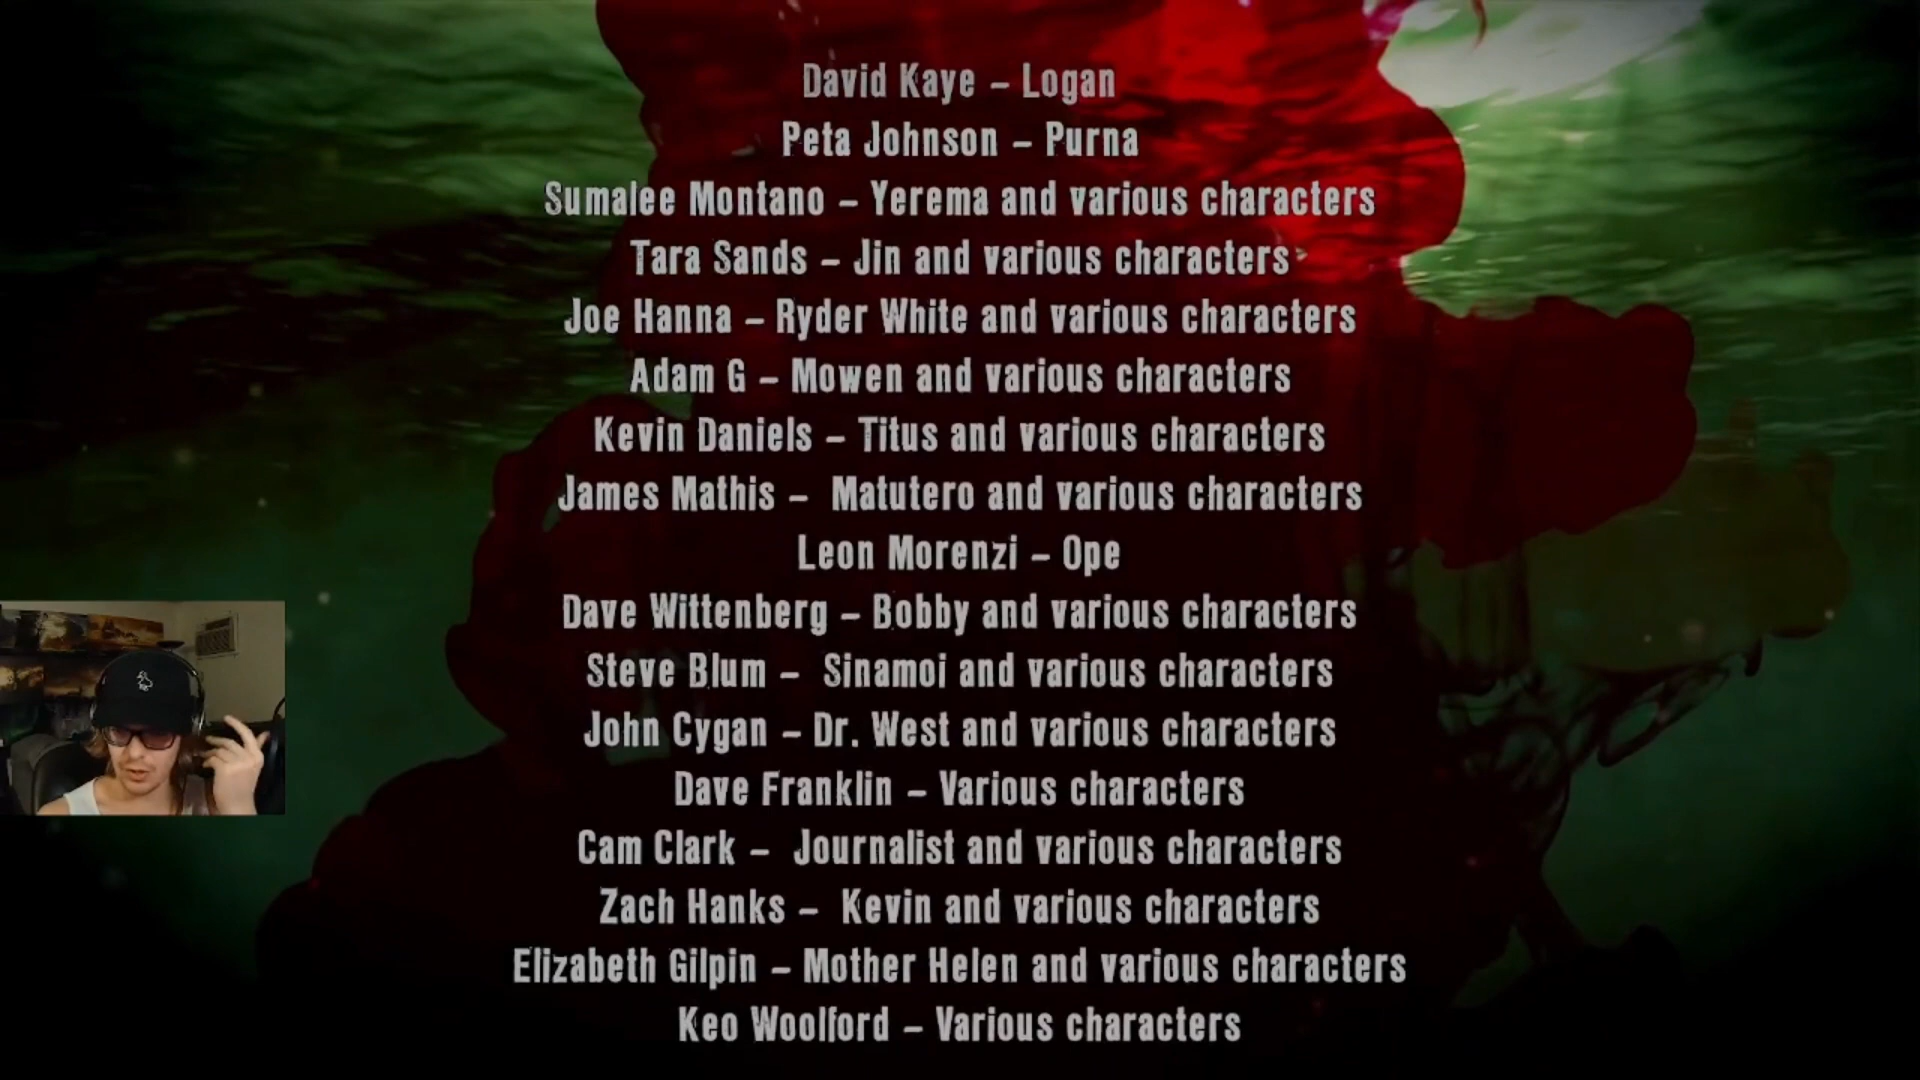 David Kaye – Logan
Peta Johnson – Purna
Sumalee Montano – Yerema and various characters
Tara Sands – Jin and various characters
Joe Hanna – Ryder White and various characters
Adam G – Mowen and various characters
Kevin Daniels – Titus and various characters
James Mathis – Matutero and various characters
Leon Morenzi – Ope
Dave Wittenberg – Bobby and various characters
Steve Blum – Sinamoi and various characters
John Cygan – Dr. West and various characters
Dave Franklin – Various characters
Cam Clark – Journalist and various characters
Zach Hanks – Kevin and various characters
Elizabeth Gilpin – Mother Helen and various characters
Keo Woolford – Various characters